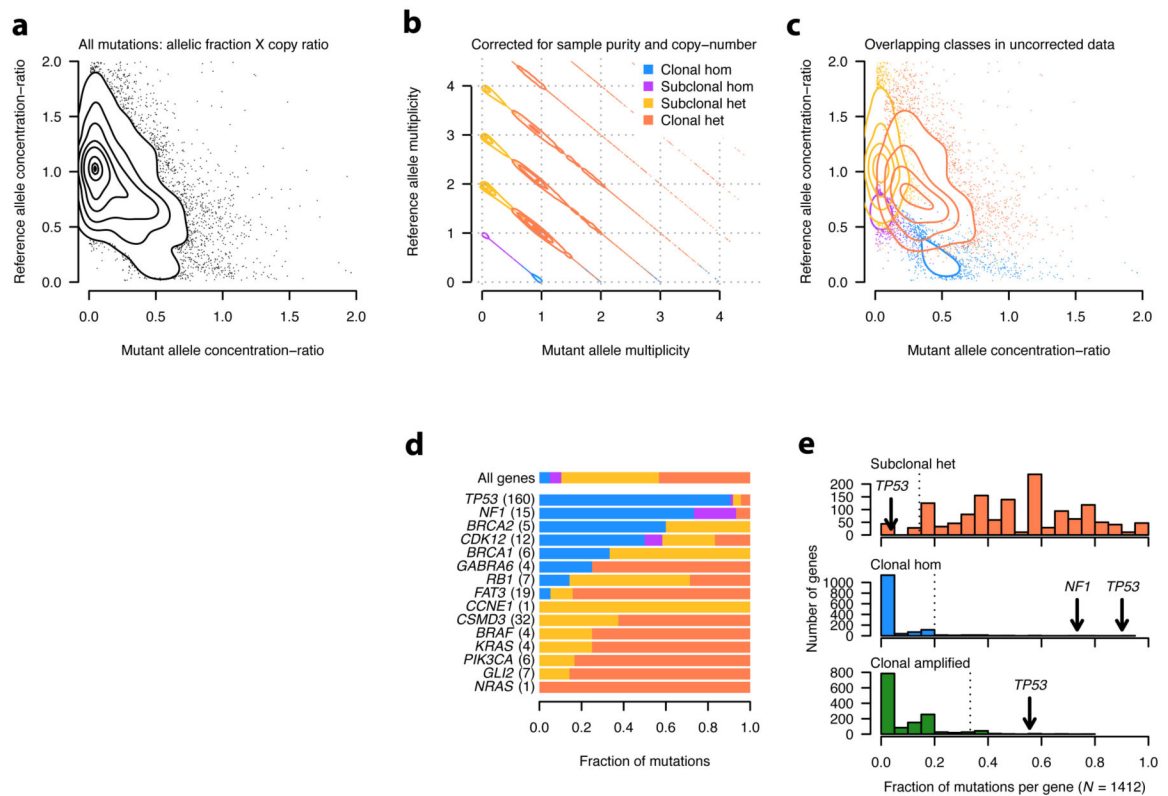 a
All mutations: allelic fraction X copy ratio
Reference allele concentration−ratio
2.0
1.5
1.0
0.5
0.0
0.0 0.5 1.0 1.5 2.0
Mutant allele concentration−ratio
b
Corrected for sample purity and copy−number
Clonal hom
Subclonal hom
Subclonal het
Clonal het
Reference allele multiplicity
4
3
2
1
0
0 1 2 3 4
Mutant allele multiplicity
c
Overlapping classes in uncorrected data
Reference allele concentration−ratio
2.0
1.5
1.0
0.5
0.0
0.0 0.5 1.0 1.5 2.0
Mutant allele concentration−ratio
d
All genes
TP53 (160)
NF1 (15)
BRCA2 (5)
CDK12 (12)
BRCA1 (6)
GABRA6 (4)
RB1 (7)
FAT3 (19)
CCNE1 (1)
CSMD3 (32)
BRAF (4)
KRAS (4)
PIK3CA (6)
GLI2 (7)
NRAS (1)
0.0 0.2 0.4 0.6 0.8 1.0
Fraction of mutations
e
Number of genes
Subclonal het
200
150
100
50
0
TP53
Clonal hom
1000
800
600
400
200
0
NF1 TP53
Clonal amplified
800
600
400
200
0
TP53
0.0 0.2 0.4 0.6 0.8 1.0
Fraction of mutations per gene (N = 1412)